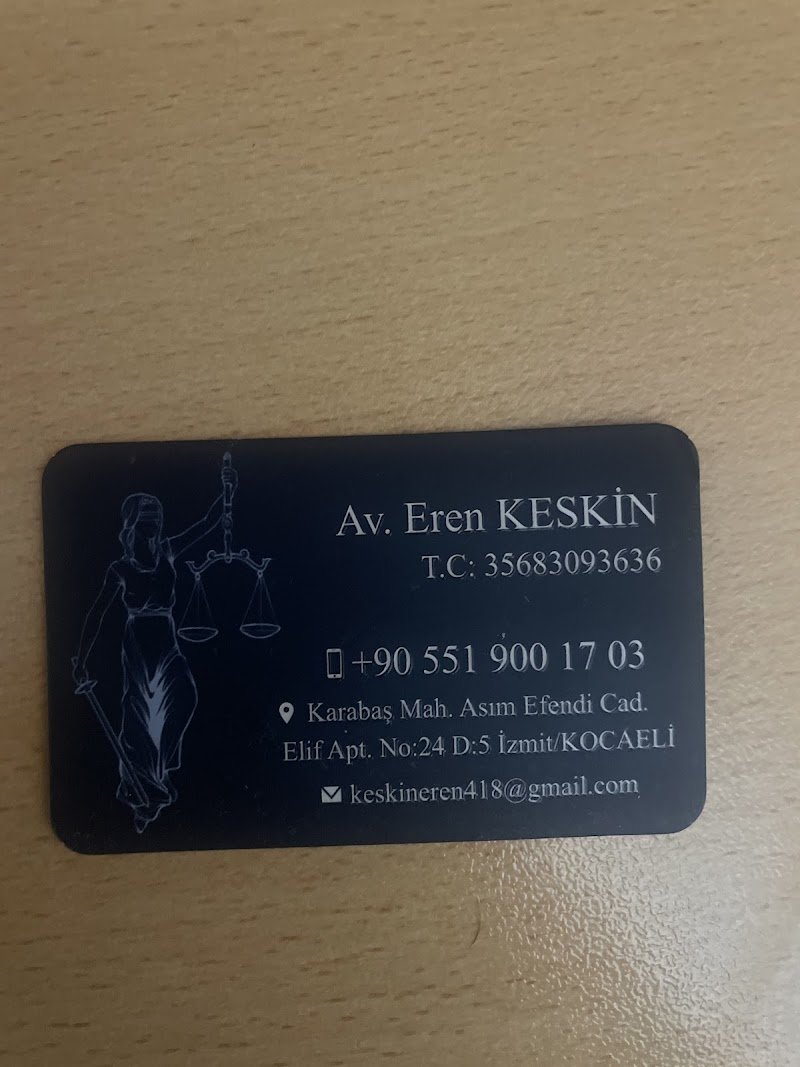 Av. Eren KESKİN
T.C: 35683093636
+90 551 900 17 03
Karabaş Mah. Asım Efendi Cad.
Elif Apt. No:24 D:5 İzmit/KOCAELİ
keskineren418@gmail.com